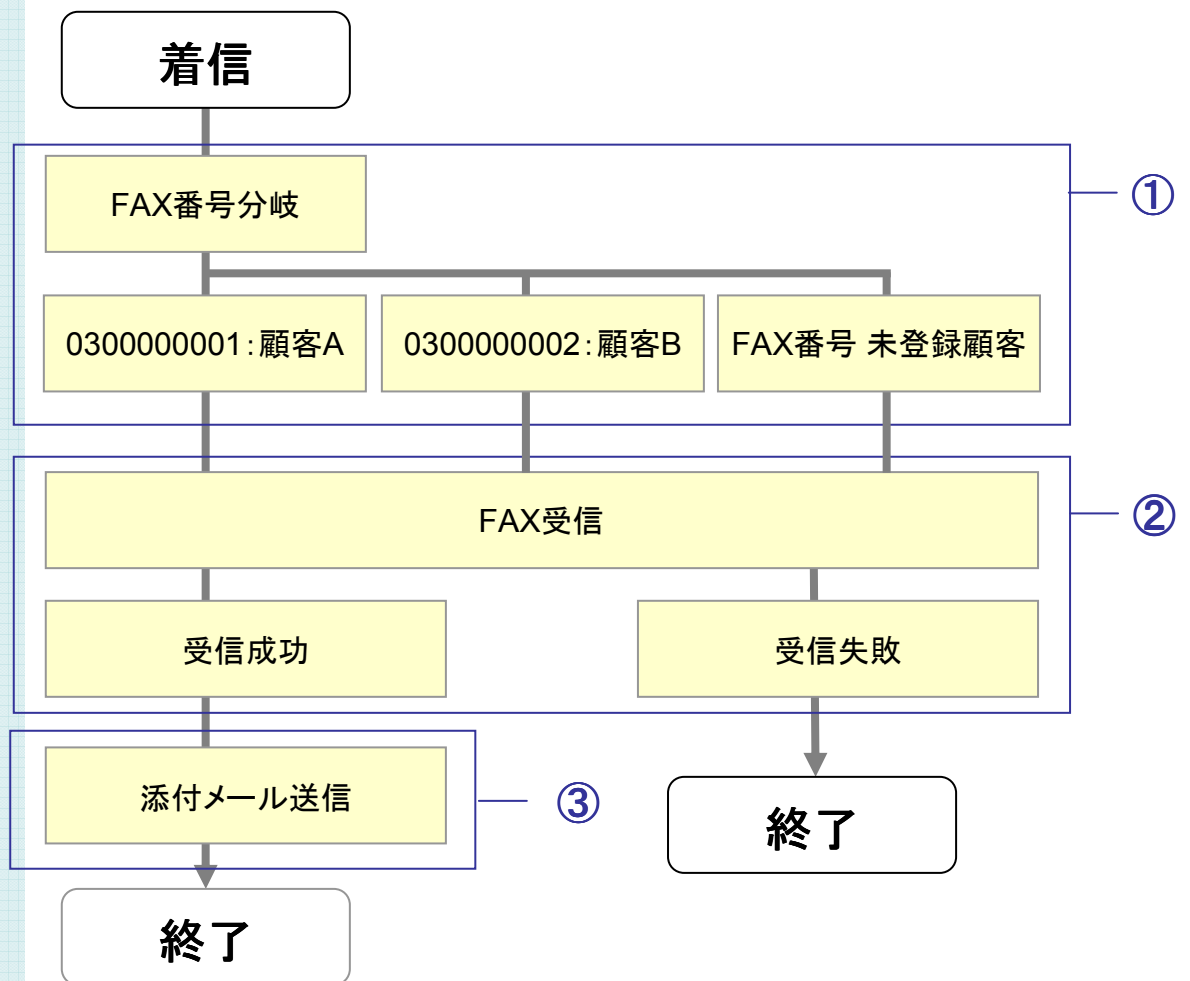 着信
FAX番号分岐
①
0300000001:顧客A
0300000002:顧客B
FAX番号 未登録顧客
FAX受信
②
受信成功
受信失敗
添付メール送信
③
終了
終了